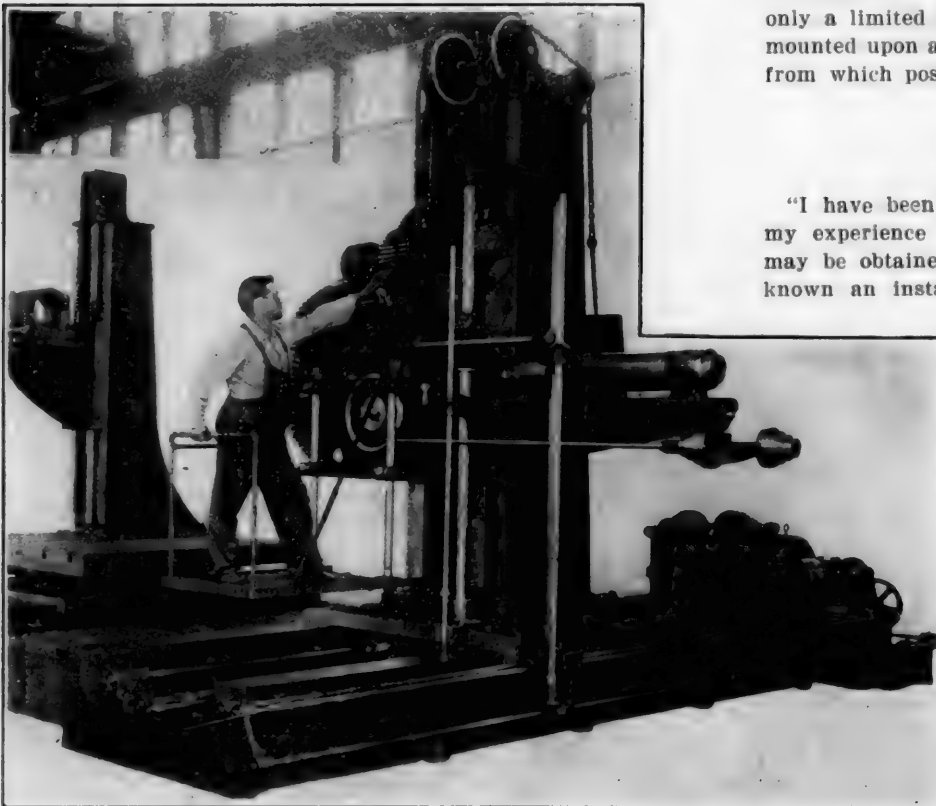 only a limited
mounted upon a
from which pos
“I have been
my experience
may be obtaine
known an insta